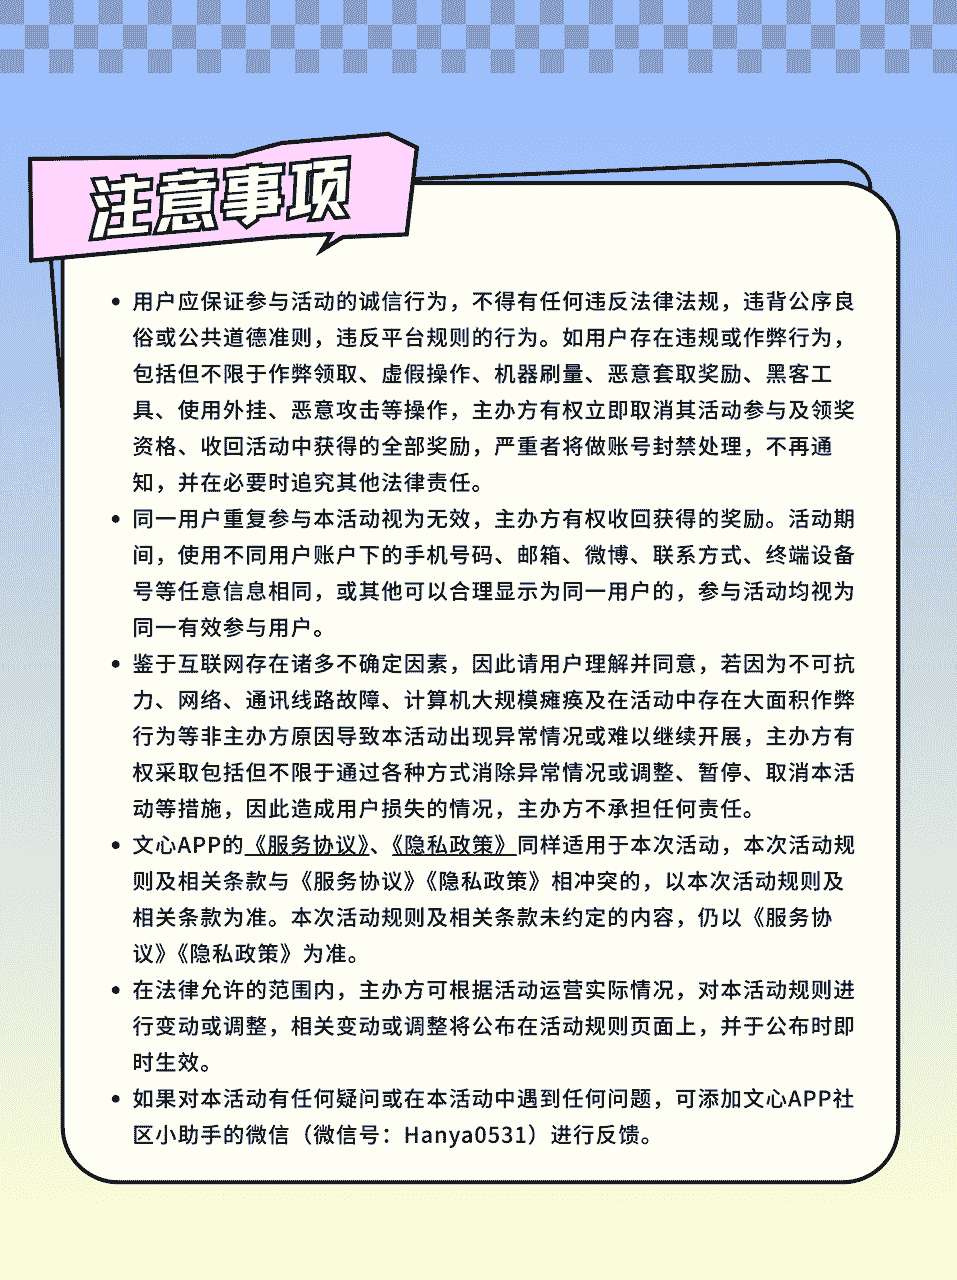 注意事项
• 用户应保证参与活动的诚信行为，不得有任何违反法律法规，违背公序良
俗或公共道德准则，违反平台规则的行为。如用户存在违规或作弊行为，
包括但不限于作弊领取、虚假操作、机器刷量、恶意套取奖励、黑客工
具、使用外挂、恶意攻击等操作，主办方有权立即取消其活动参与及领奖
资格、收回活动中获得的全部奖励，严重者将做账号封禁处理，不再通
知，并在必要时追究其他法律责任。
• 同一用户重复参与本活动视为无效，主办方有权收回获得的奖励。活动期
间，使用不同用户账户下的手机号码、邮箱、微博、联系方式、终端设备
号等任意信息相同，或其他可以合理显示为同一用户的，参与活动均视为
同一有效参与用户。
• 鉴于互联网存在诸多不确定因素，因此请用户理解并同意，若因为不可抗
力、网络、通讯线路故障、计算机大规模瘫痪及在活动中存在大面积作弊
行为等非主办方原因导致本活动出现异常情况或难以继续开展，主办方有
权采取包括但不限于通过各种方式消除异常情况或调整、暂停、取消本活
动等措施，因此造成用户损失的情况，主办方不承担任何责任。
• 文心APP的《服务协议》、《隐私政策》同样适用于本次活动，本次活动规
则及相关条款与《服务协议》《隐私政策》相冲突的，以本次活动规则及
相关条款为准。本次活动规则及相关条款未约定的内容，仍以《服务协
议》《隐私政策》为准。
• 在法律允许的范围内，主办方可根据活动运营实际情况，对本活动规则进
行变动或调整，相关变动或调整将公布在活动规则页面上，并于公布时即
时生效。
• 如果对本活动有任何疑问或在本活动中遇到任何问题，可添加文心APP社
区小助手的微信（微信号：Hanya0531）进行反馈。